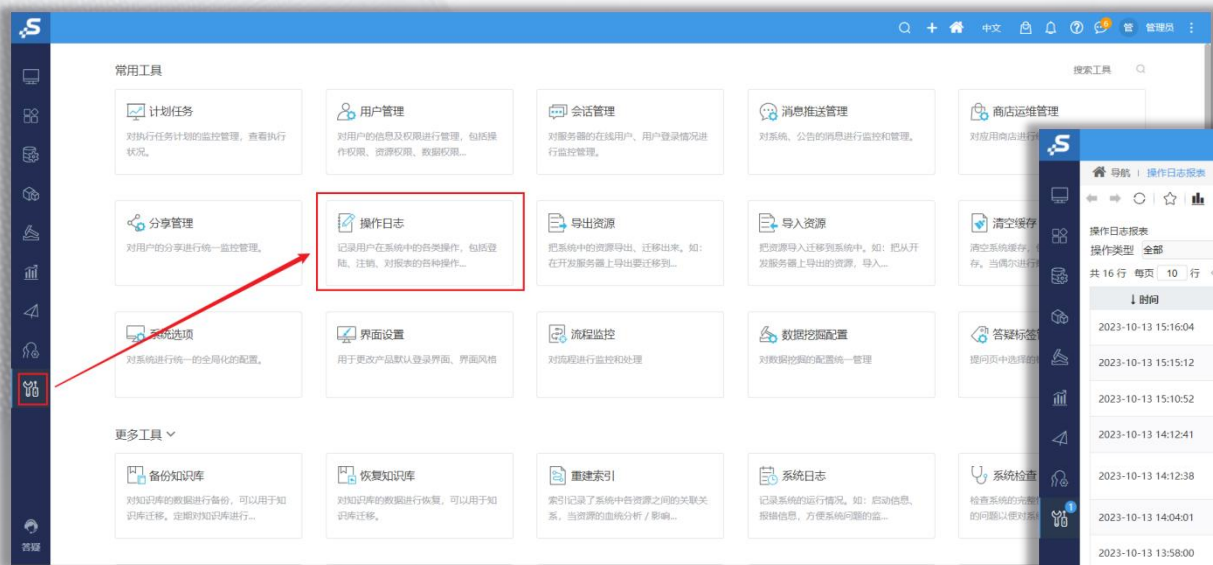 S
中文
6
管
管理员
常用工具
搜索工具
计划任务
对执行任务计划的监控管理，查看执行
状况。
用户管理
对用户的信息及权限进行管理，包括操
作权限、资源权限、数据权限...
会话管理
对服务器的在线用户、用户登录情况进
行监控管理。
消息推送管理
对系统、公告的消息进行监控和管理。
商店运维管理
对应用商店进行
分享管理
对用户的分享进行统一监控管理。
操作日志
记录用户在系统中的各类操作，包括登
陆、注销、对报表的各种操作...
导出资源
把系统中的资源导出、迁移出来。如：
在开发服务器上导出要迁移到...
导入资源
把资源导入迁移到系统中。如：把从开
发服务器上导出的资源，导入...
清空缓存
清空系统缓存，
存。当偶尔进行
系统选项
对系统进行统一的全局化的配置。
界面设置
用于更改产品默认登录界面、界面风格
流程监控
对流程进行监控和处理
数据挖掘配置
对数据挖掘的配置统一管理
答疑标签
提问页中选择的
更多工具
备份知识库
对知识库的数据进行备份，可以用于知
识库迁移。定期对知识库进行...
恢复知识库
对知识库的数据进行恢复，可以用于知
识库迁移。
重建索引
索引记录了系统中各资源之间的关联关
系，当资源的血统分析 / 影响...
系统日志
记录系统的运行情况。如：启动信息、
报错信息，方便系统问题的监...
系统检查
检查系统的完整
的问题以便对系
答疑
S
导航 | 操作日志报表
操作日志报表
操作类型 全部
共 16 行 每页 10 行
↓时间
2023-10-13 15:16:04
2023-10-13 15:15:12
2023-10-13 15:10:52
2023-10-13 14:12:41
2023-10-13 14:12:38
2023-10-13 14:04:01
2023-10-13 13:58:00
1